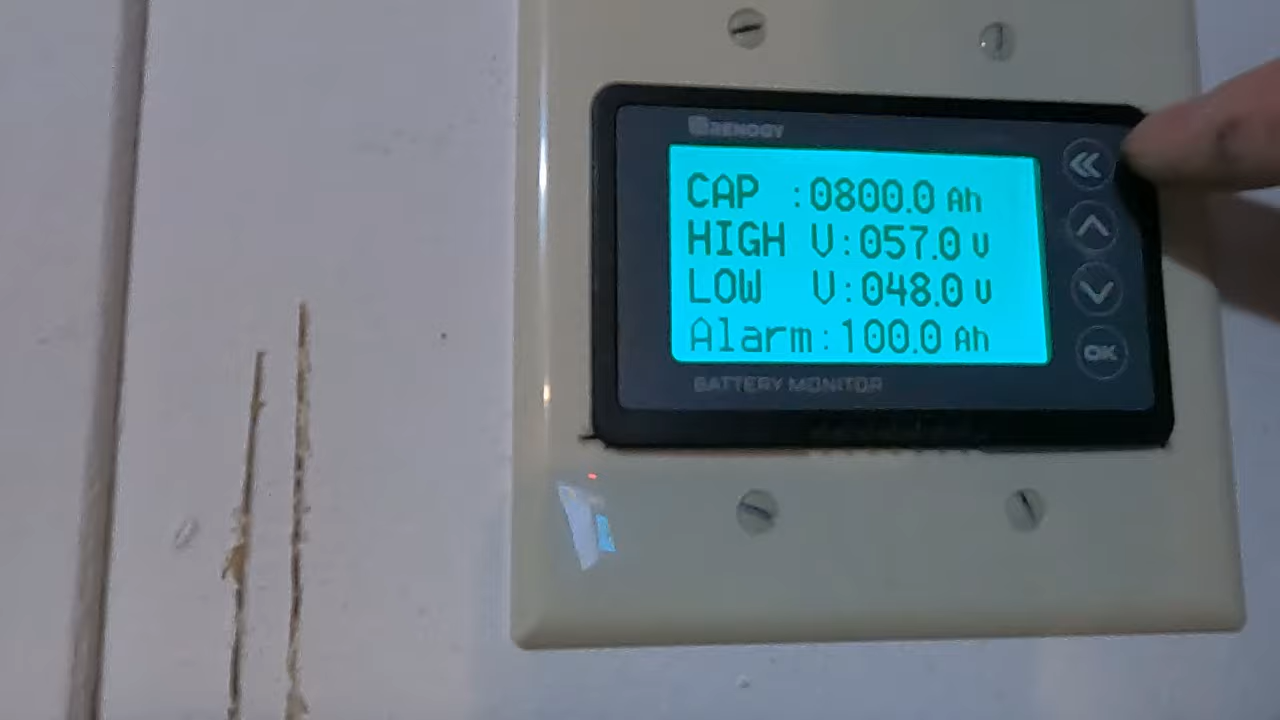 RENOGY
CAP :0800.0 Ah
HIGH V:057.0 V
LOW V:048.0 V
Alarm:100.0 Ah
OK
BATTERY MONITOR